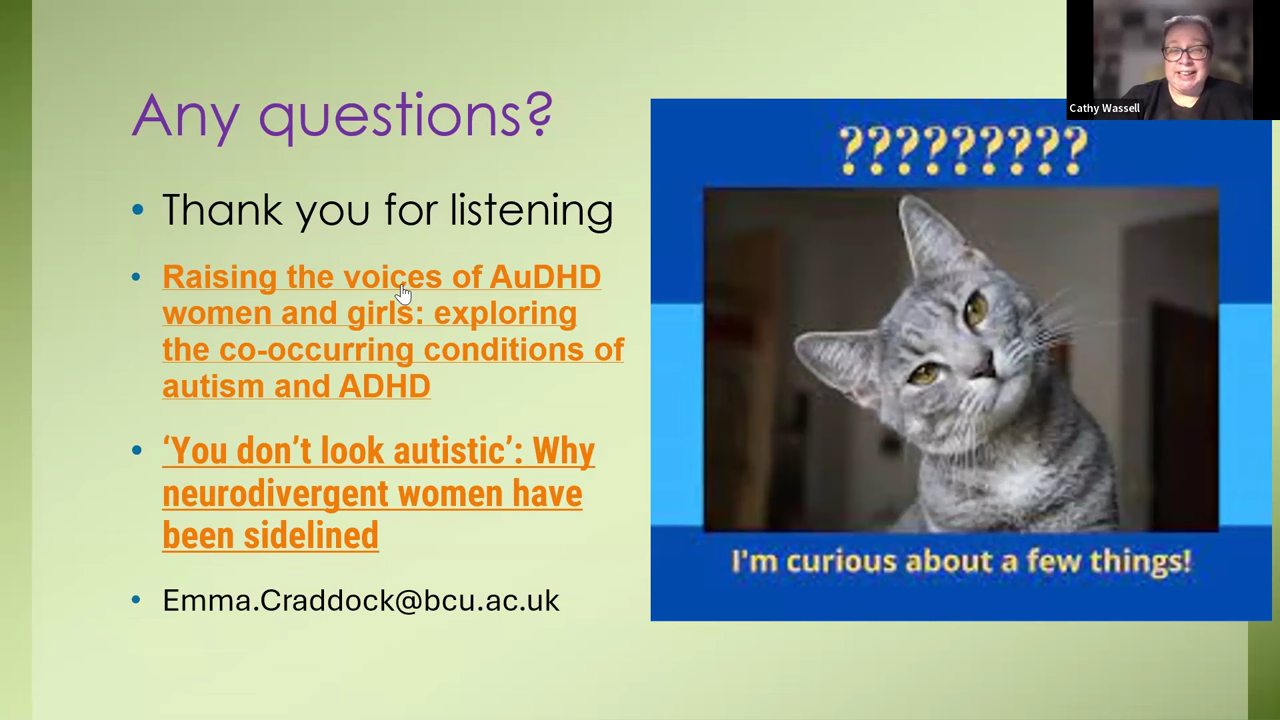 Any questions?
Thank you for listening
Raising the voices of AuDHD
women and girls: exploring
the co-occurring conditions of
autism and ADHD
‘You don’t look autistic’: Why
neurodivergent women have
been sidelined
Emma.Craddock@bcu.ac.uk
?????????
I'm curious about a few things!
Cathy Wassell